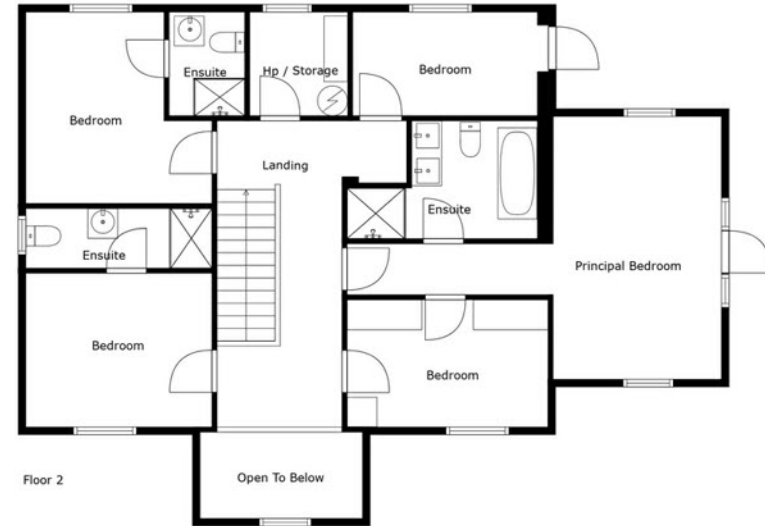 Ensuite
Hp / Storage
Bedroom
Bedroom
Landing
Ensuite
Ensuite
Principal Bedroom
Bedroom
Bedroom
Open To Below
Floor 2